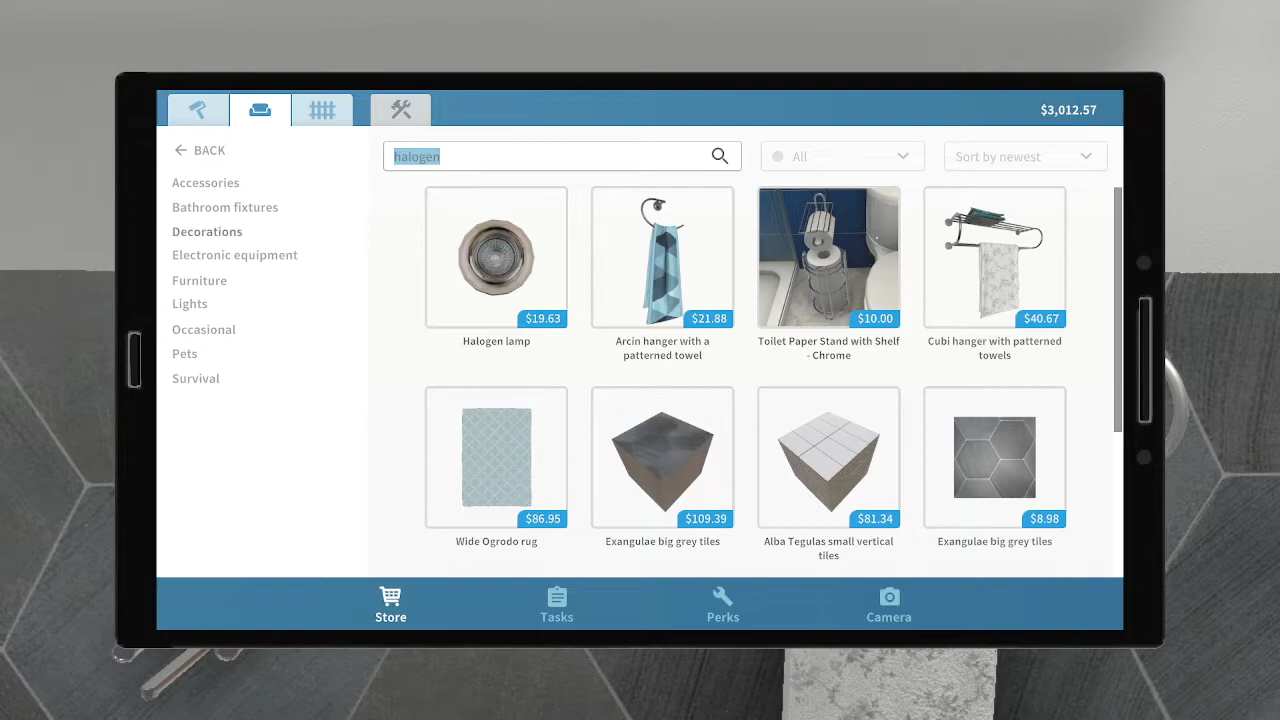 $3,012.57
BACK
halogen
All
Sort by newest
Accessories
Bathroom fixtures
Decorations
Electronic equipment
Furniture
Lights
Occasional
Pets
Survival
$19.63
$21.88
$10.00
$40.67
Halogen lamp
Arcin hanger with a
patterned towel
Toilet Paper Stand with Shelf
- Chrome
Cubi hanger with patterned
towels
$86.95
$109.39
$81.34
$8.98
Wide Ogrodo rug
Exangulae big grey tiles
Alba Tegulas small vertical
tiles
Exangulae big grey tiles
Store
Tasks
Perks
Camera